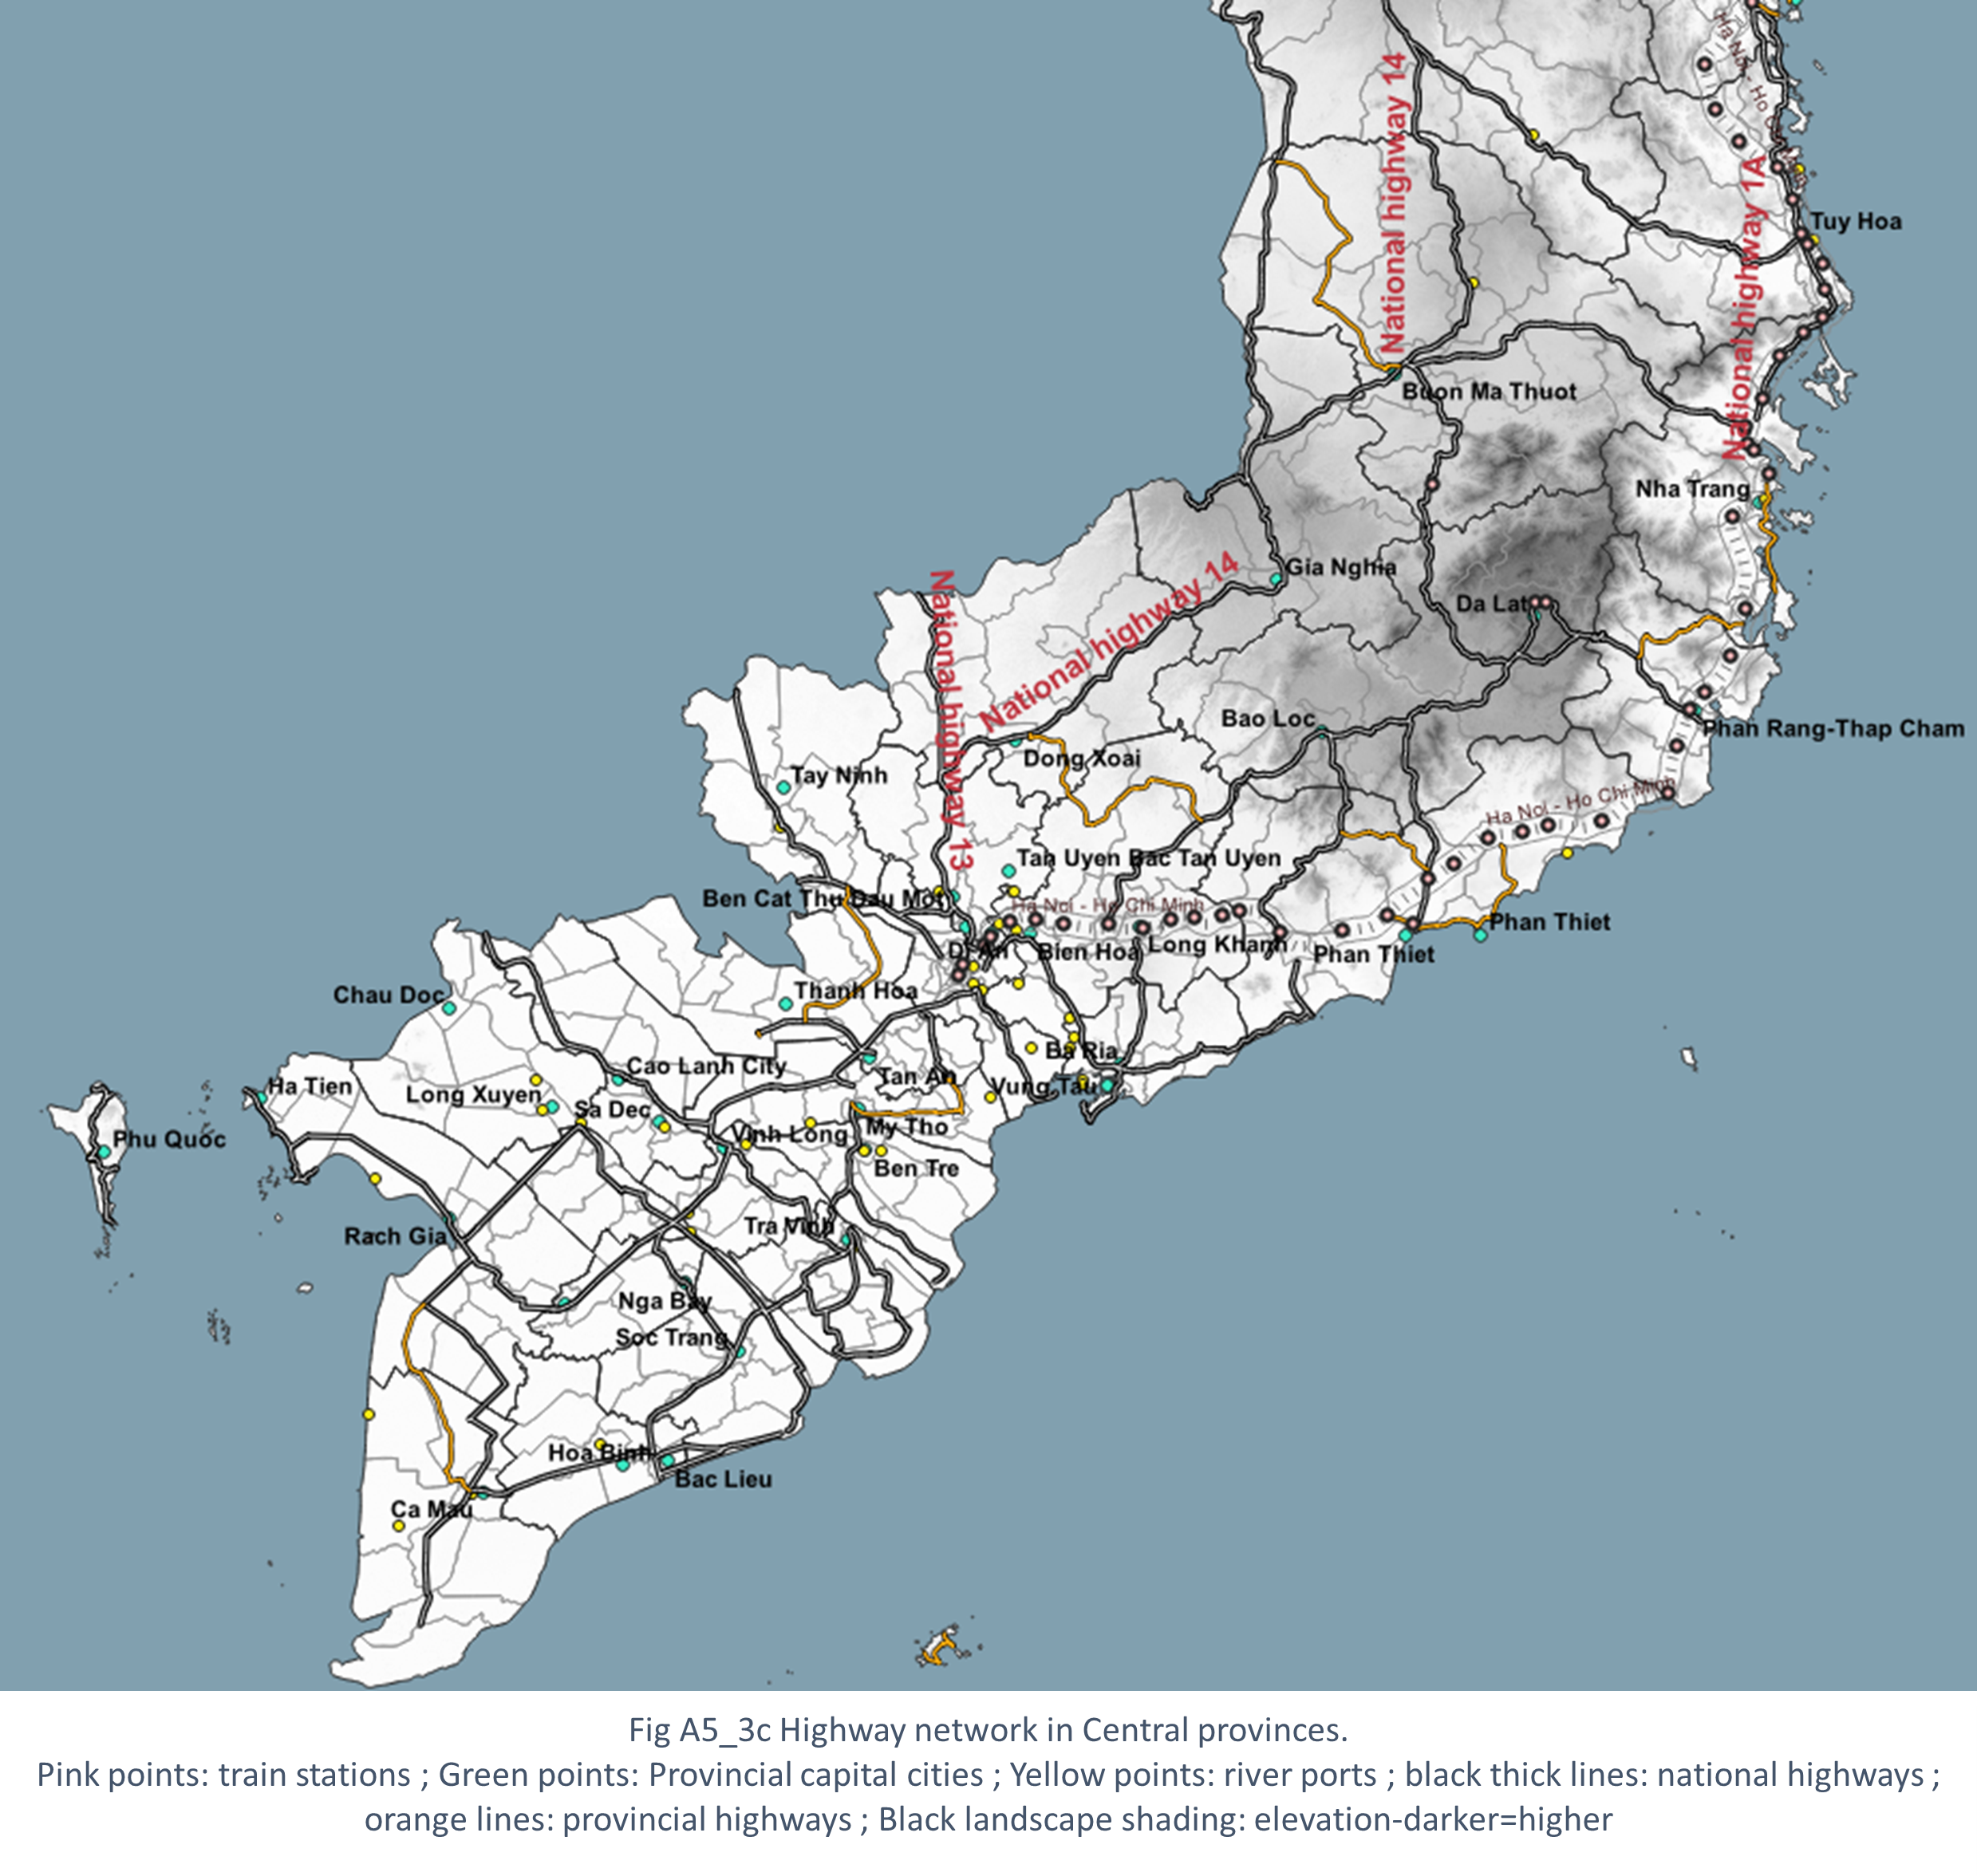 Ha Noi - Ho
National highway 14
National highway 1A
Tuy Hoa
Buon Ma Thuot
Nha Trang
Gia Nghia
National highway 14
National highway 13
Da Lat
Bao Loc
Phan Rang-Thap Cham
Dong Xoai
Tay Ninh
Ha Noi - Ho Chi Minh
Tan Uyen Bac Tan Uyen
Ben Cat Thu Dau Mot
Ha Noi - Ho Chi Minh
Phan Thiet
Di An
Bien Hoa
Long Khanh
Phan Thiet
Thanh Hoa
Chau Doc
Ba Ria
Cao Lanh City
Tan An
Vung Tau
Ha Tien
Long Xuyen
Sa Dec
Vinh Long
My Tho
Phu Quoc
Ben Tre
Rach Gia
Tra Vinh
Nga Bay
Soc Trang
Hoa Binh
Bac Lieu
Ca Mau
Fig A5_3c Highway network in Central provinces.
Pink points: train stations ; Green points: Provincial capital cities ; Yellow points: river ports ; black thick lines: national highways ;
orange lines: provincial highways ; Black landscape shading: elevation-darker=higher